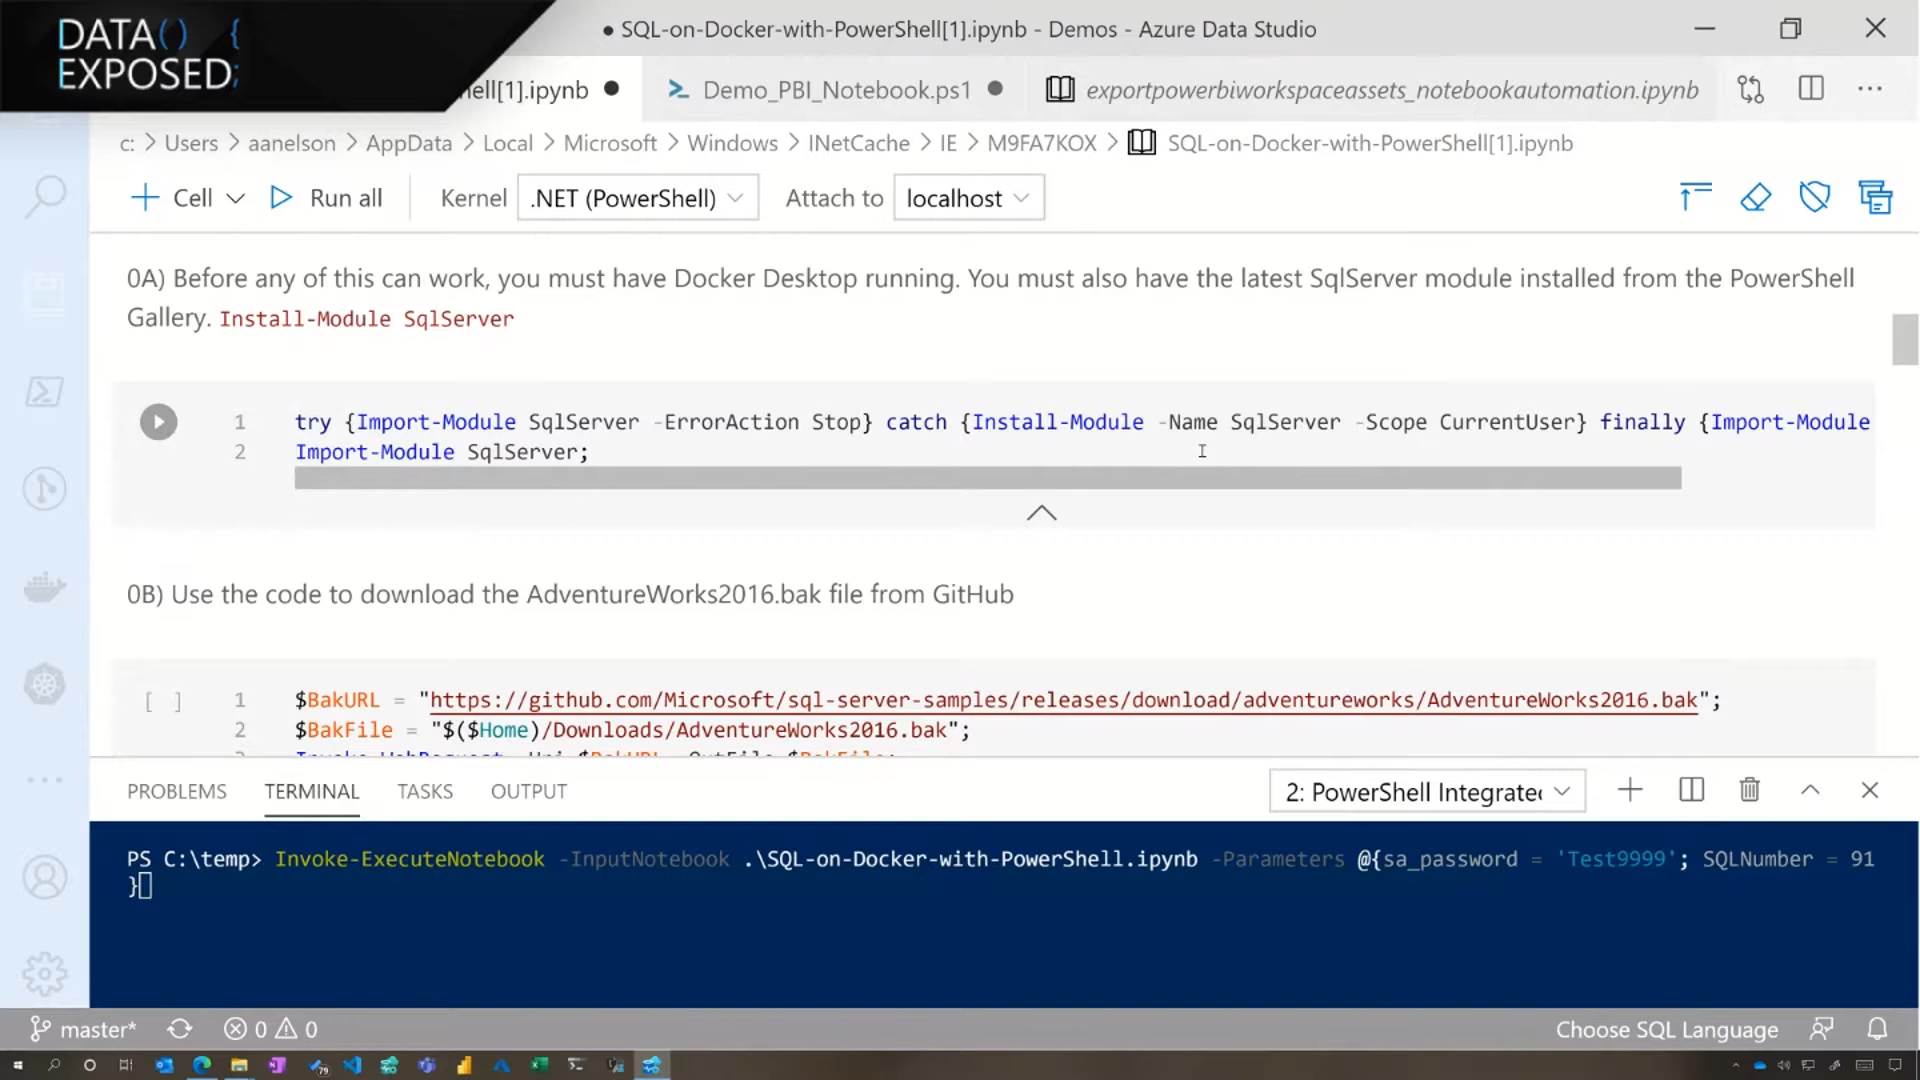 DATA() {
EXPOSED;
● SQL-on-Docker-with-PowerShell[1].ipynb - Demos - Azure Data Studio
ell[1].ipynb ●
Demo_PBI_Notebook.ps1 ●
exportpowerbiworkspaceassets_notebookautomation.ipynb
c: > Users > aanelson > AppData > Local > Microsoft > Windows > INetCache > IE > M9FA7KOX > SQL-on-Docker-with-PowerShell[1].ipynb
Cell Run all Kernel .NET (PowerShell) Attach to localhost
0A) Before any of this can work, you must have Docker Desktop running. You must also have the latest SqlServer module installed from the PowerShell
Gallery. Install-Module SqlServer
1 try {Import-Module SqlServer -ErrorAction Stop} catch {Install-Module -Name SqlServer -Scope CurrentUser} finally {Import-Module
2 Import-Module SqlServer;
0B) Use the code to download the AdventureWorks2016.bak file from GitHub
[ ] 1 $BakURL = "https://github.com/Microsoft/sql-server-samples/releases/download/adventureworks/AdventureWorks2016.bak";
2 $BakFile = "$($Home)/Downloads/AdventureWorks2016.bak";
PROBLEMS TERMINAL TASKS OUTPUT 2: PowerShell Integrate
PS C:\temp> Invoke-ExecuteNotebook -InputNotebook .\SQL-on-Docker-with-PowerShell.ipynb -Parameters @{sa_password = 'Test9999'; SQLNumber = 91
}
master* 0 0 Choose SQL Language
79